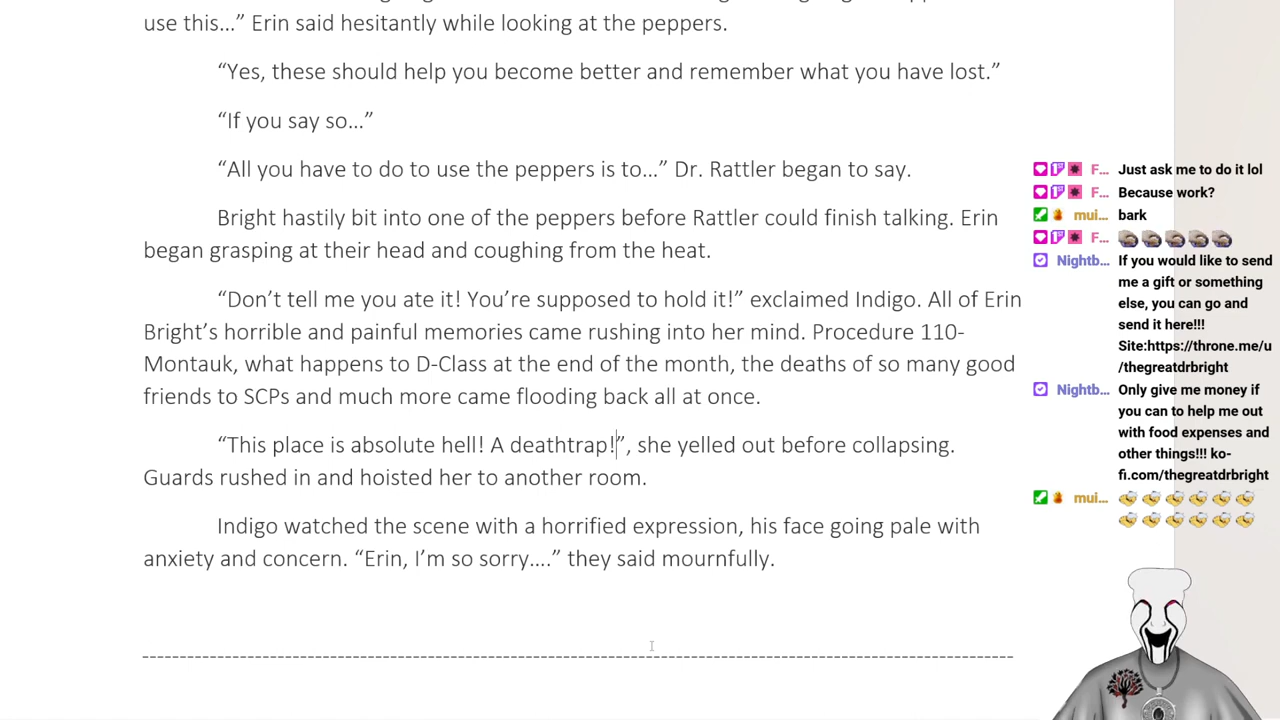 use this…” Erin said hesitantly while looking at the peppers.
“Yes, these should help you become better and remember what you have lost.”
“If you say so…”
“All you have to do to use the peppers is to…” Dr. Rattler began to say.
Bright hastily bit into one of the peppers before Rattler could finish talking. Erin
began grasping at their head and coughing from the heat.
“Don’t tell me you ate it! You’re supposed to hold it!” exclaimed Indigo. All of Erin
Bright’s horrible and painful memories came rushing into her mind. Procedure 110-
Montauk, what happens to D-Class at the end of the month, the deaths of so many good
friends to SCPs and much more came flooding back all at once.
“This place is absolute hell! A deathtrap!”, she yelled out before collapsing.
Guards rushed in and hoisted her to another room.
Indigo watched the scene with a horrified expression, his face going pale with
anxiety and concern. “Erin, I’m so sorry....” they said mournfully.
F... Just ask me to do it lol
F... Because work?
mui... bark
F...
Nightb... If you would like to send
me a gift or something
else, you can go and
send it here!!!
Site:https://throne.me/u
/thegreatdrbright
Nightb... Only give me money if
you can to help me out
with food expenses and
other things!!! ko-
fi.com/thegreatdrbright
mui...